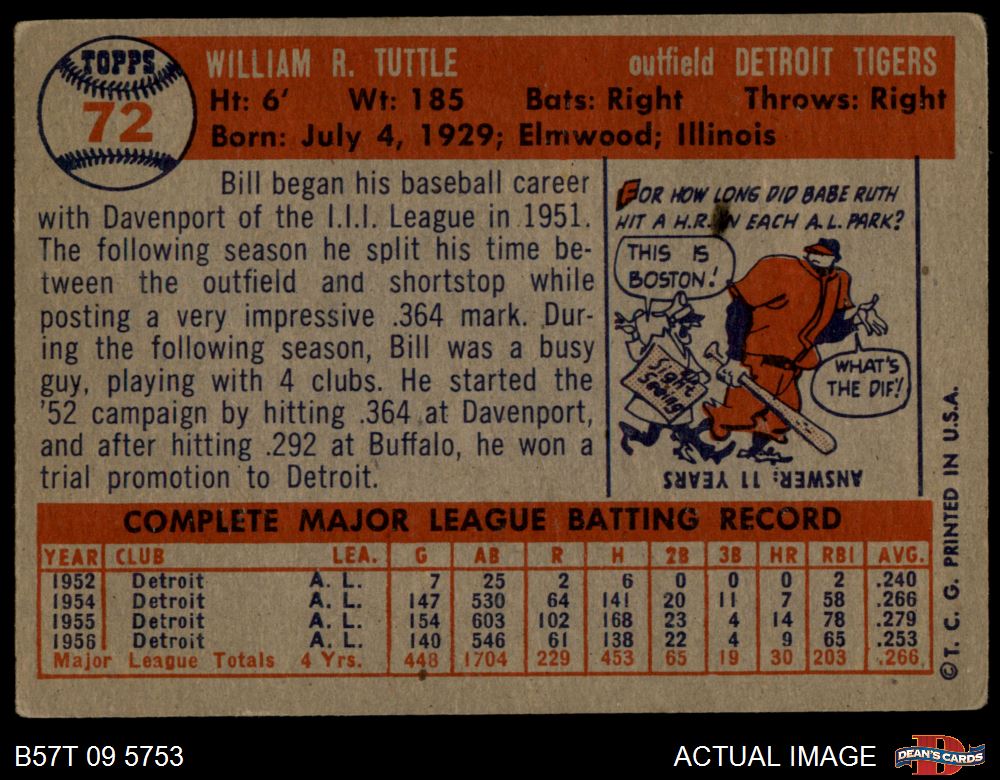 TOPPS
72
WILLIAM R. TUTTLE outfield DETROIT TIGERS
Ht: 6' Wt: 185 Bats: Right Throws: Right
Born: July 4, 1929; Elmwood; Illinois
Bill began his baseball career
with Davenport of the I.I.I. League in 1951.
The following season he split his time be-
tween the outfield and shortstop while
posting a very impressive .364 mark. Dur-
ing the following season, Bill was a busy
guy, playing with 4 clubs. He started the
'52 campaign by hitting .364 at Davenport,
and after hitting .292 at Buffalo, he won a
trial promotion to Detroit.
FOR HOW LONG DID BABE RUTH
HIT A H.R. IN EACH A.L. PARK?
THIS IS
BOSTON!
Sight
Seeing
WHAT'S
THE DIF!
ANSWER: 11 YEARS
COMPLETE MAJOR LEAGUE BATTING RECORD
YEAR CLUB LEA. G AB R H 2B 3B HR RBI AVG.
1952 Detroit A. L. 7 25 2 6 0 0 0 2 .240
1954 Detroit A. L. 147 530 64 141 20 11 7 58 .266
1955 Detroit A. L. 154 603 102 168 23 4 14 78 .279
1956 Detroit A. L. 140 546 61 138 22 4 9 65 .253
Major League Totals 4 Yrs. 448 1704 229 453 65 19 30 203 .266
©T. C. G. PRINTED IN U.S.A.
B57T 09 5753
ACTUAL IMAGE
D
DEAN'S CARDS